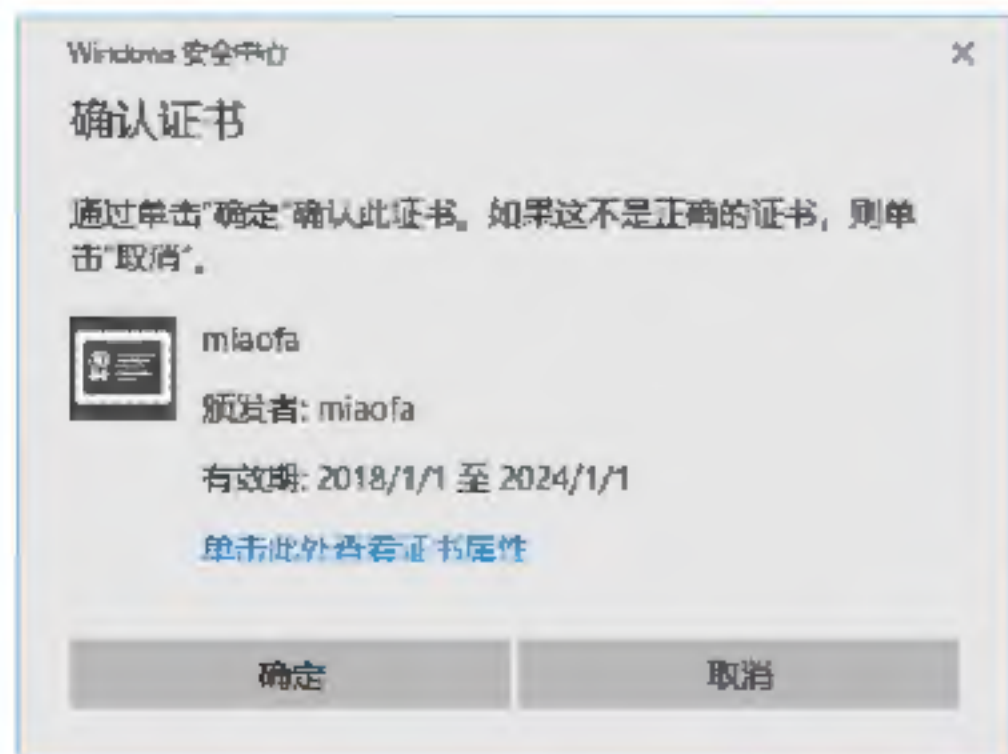 Windows 安全中心
确认证书
通过单击"确定"确认此证书。如果这不是正确的证书，则单
击"取消"。
miaofa
颁发者: miaofa
有效期: 2018/1/1 至 2024/1/1
单击此处查看证书属性
确定
取消